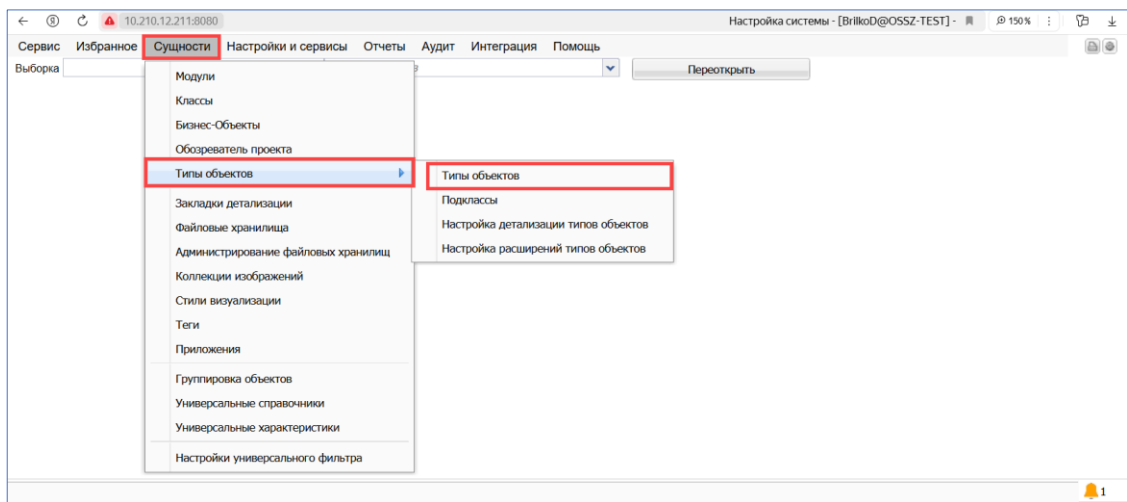 10.210.12.211:8080 Настройка системы - [BrilkoD@OSSZ-TEST] - 150 %
Сервис Избранное Сущности Настройки и сервисы Отчеты Аудит Интеграция Помощь
Выборка Переоткрыть
Модули
Классы
Бизнес-Объекты
Обозреватель проекта
Типы объектов Типы объектов
Подклассы
Закладки детализации
Настройка детализации типов объектов
Файловые хранилища
Настройка расширений типов объектов
Администрирование файловых хранилищ
Коллекции изображений
Стили визуализации
Теги
Приложения
Группировка объектов
Универсальные справочники
Универсальные характеристики
Настройки универсального фильтра
1